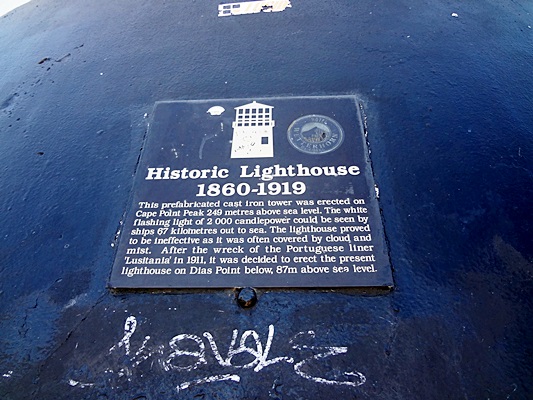 Historic Lighthouse
1860-1919
This prefabricated cast iron tower was erected on
Cape Point Peak 249 metres above sea level. The white
flashing light of 2 000 candlepower could be seen by
ships 67 kilometres out to sea. The lighthouse proved
to be ineffective as it was often covered by cloud and
mist. After the wreck of the Portuguese liner
'Lusitania' in 1911, it was decided to erect the present
lighthouse on Dias Point below, 87m above sea level.